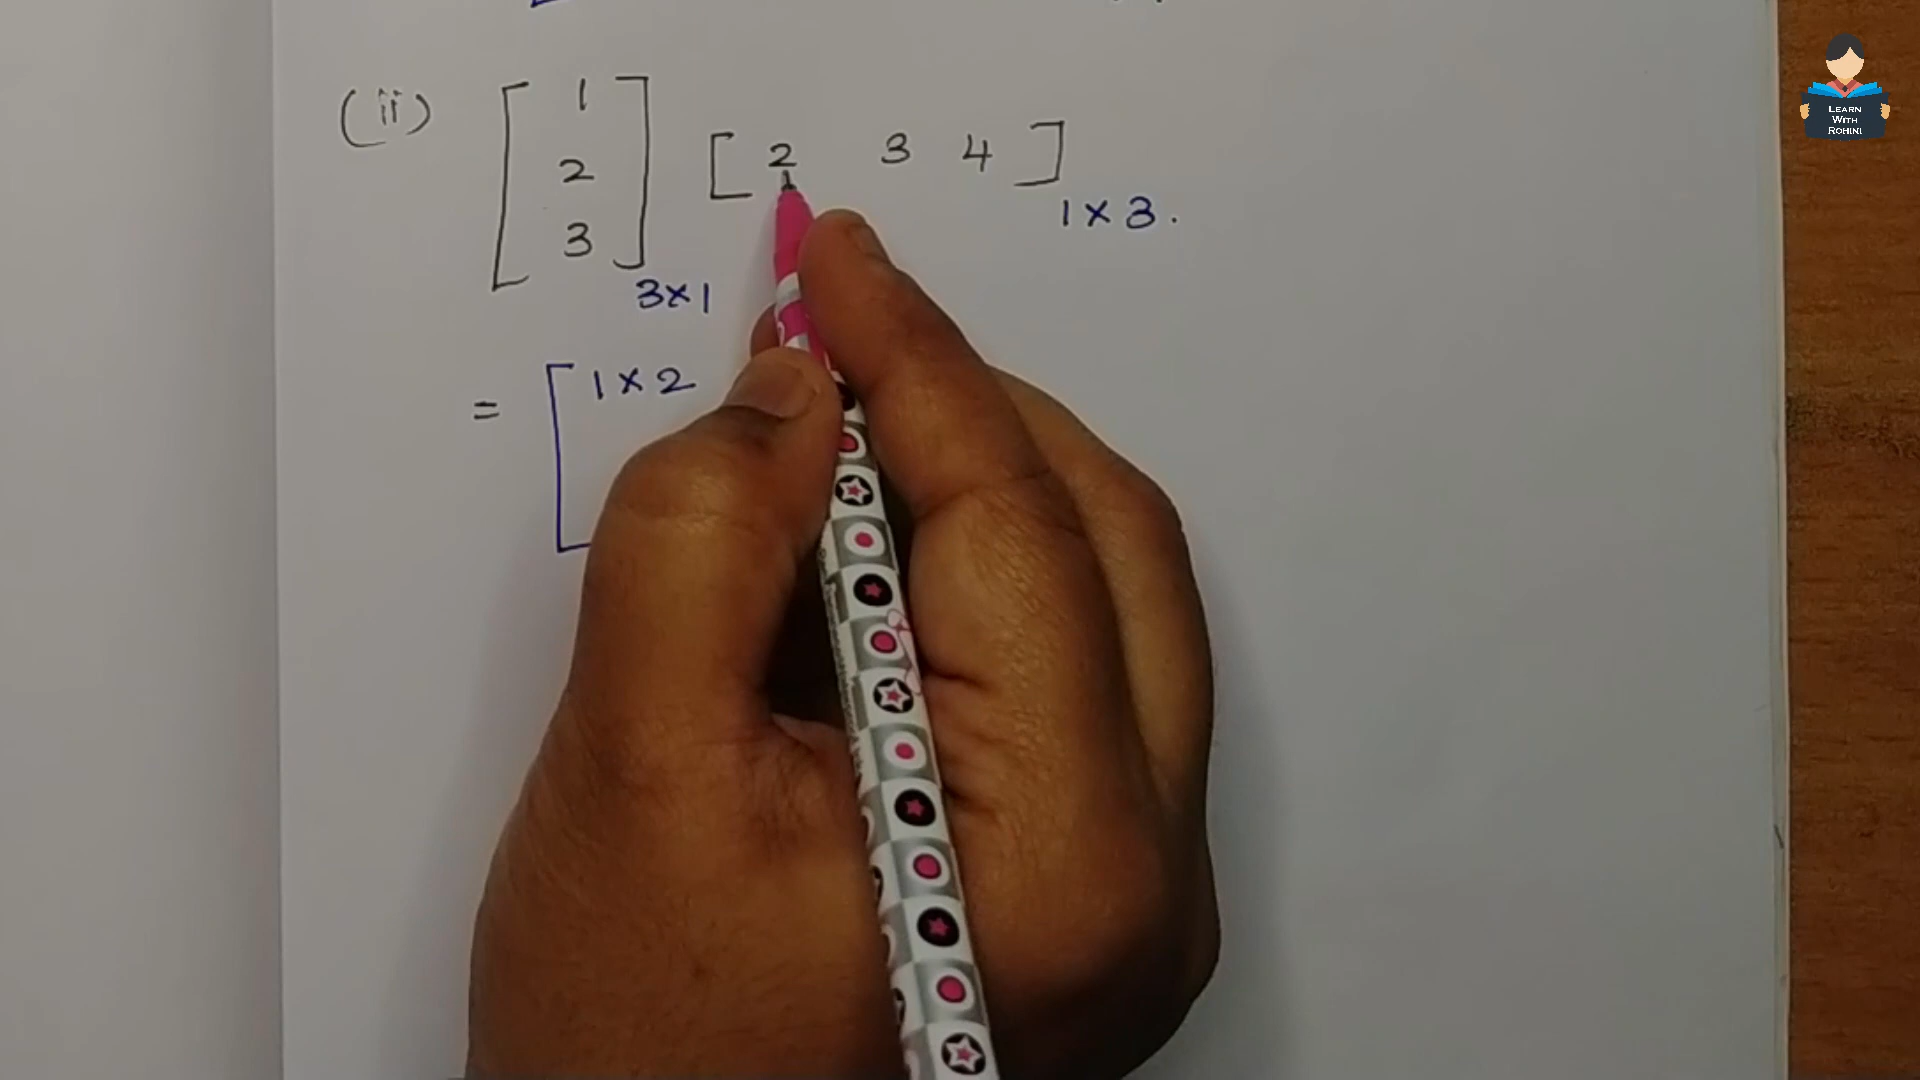 (ii) [ 1 2 3 ] 3×1 [ 2 3 4 ] 1×3.
= [ 1×2
LEARN
WITH
ROHINI